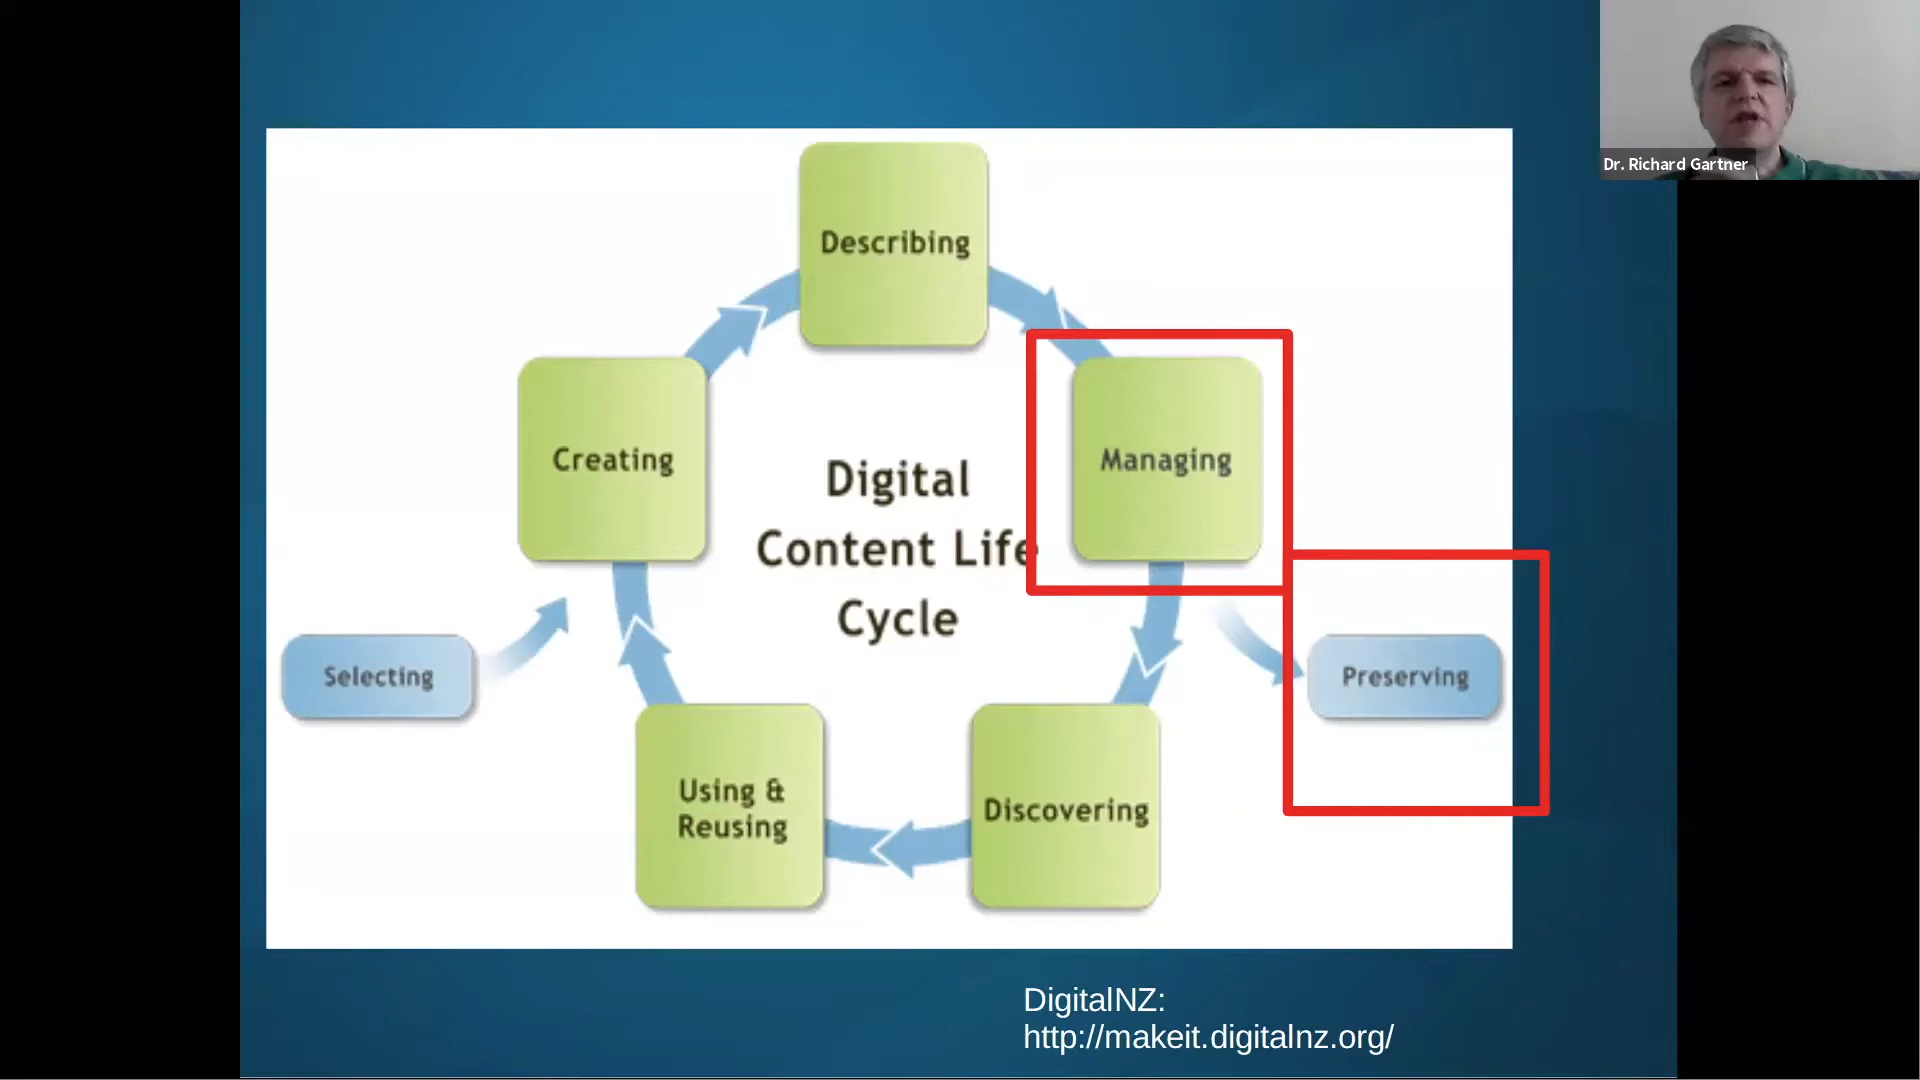 Dr. Richard Gartner
Describing
Creating
Managing
Digital
Content Life
Cycle
Selecting
Preserving
Using &
Reusing
Discovering
DigitalNZ:
http://makeit.digitalnz.org/